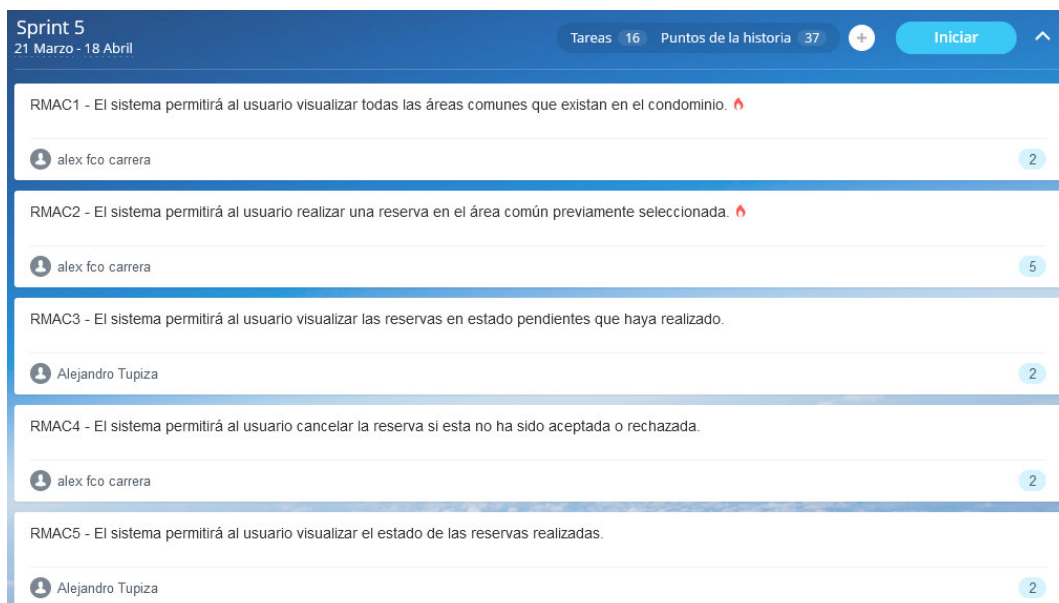 Sprint 5
21 Marzo - 18 Abril
Tareas 16 Puntos de la historia 37 + Iniciar
RMAC1 - El sistema permitirá al usuario visualizar todas las áreas comunes que existan en el condominio.
alex fco carrera 2
RMAC2 - El sistema permitirá al usuario realizar una reserva en el área común previamente seleccionada.
alex fco carrera 5
RMAC3 - El sistema permitirá al usuario visualizar las reservas en estado pendientes que haya realizado.
Alejandro Tupiza 2
RMAC4 - El sistema permitirá al usuario cancelar la reserva si esta no ha sido aceptada o rechazada.
alex fco carrera 2
RMAC5 - El sistema permitirá al usuario visualizar el estado de las reservas realizadas.
Alejandro Tupiza 2